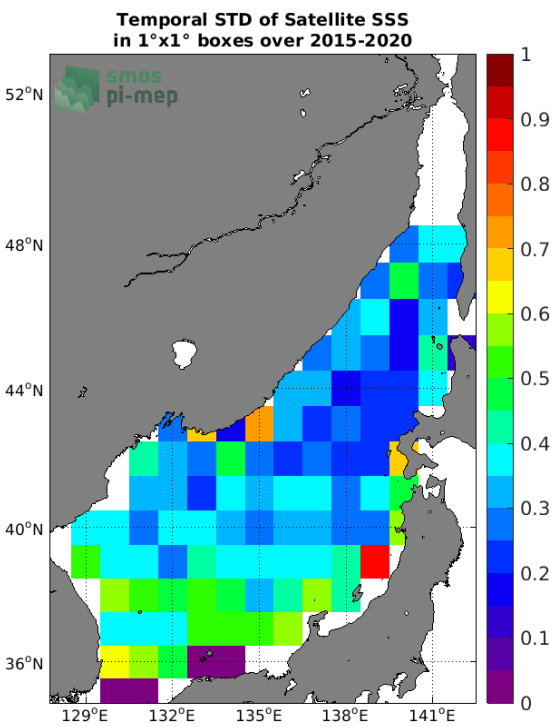 Temporal STD of Satellite SSS
in 1°x1° boxes over 2015-2020
smos
pi-mep
52°N
48°N
44°N
40°N
36°N
129°E 132°E 135°E 138°E 141°E
1
0.9
0.8
0.7
0.6
0.5
0.4
0.3
0.2
0.1
0